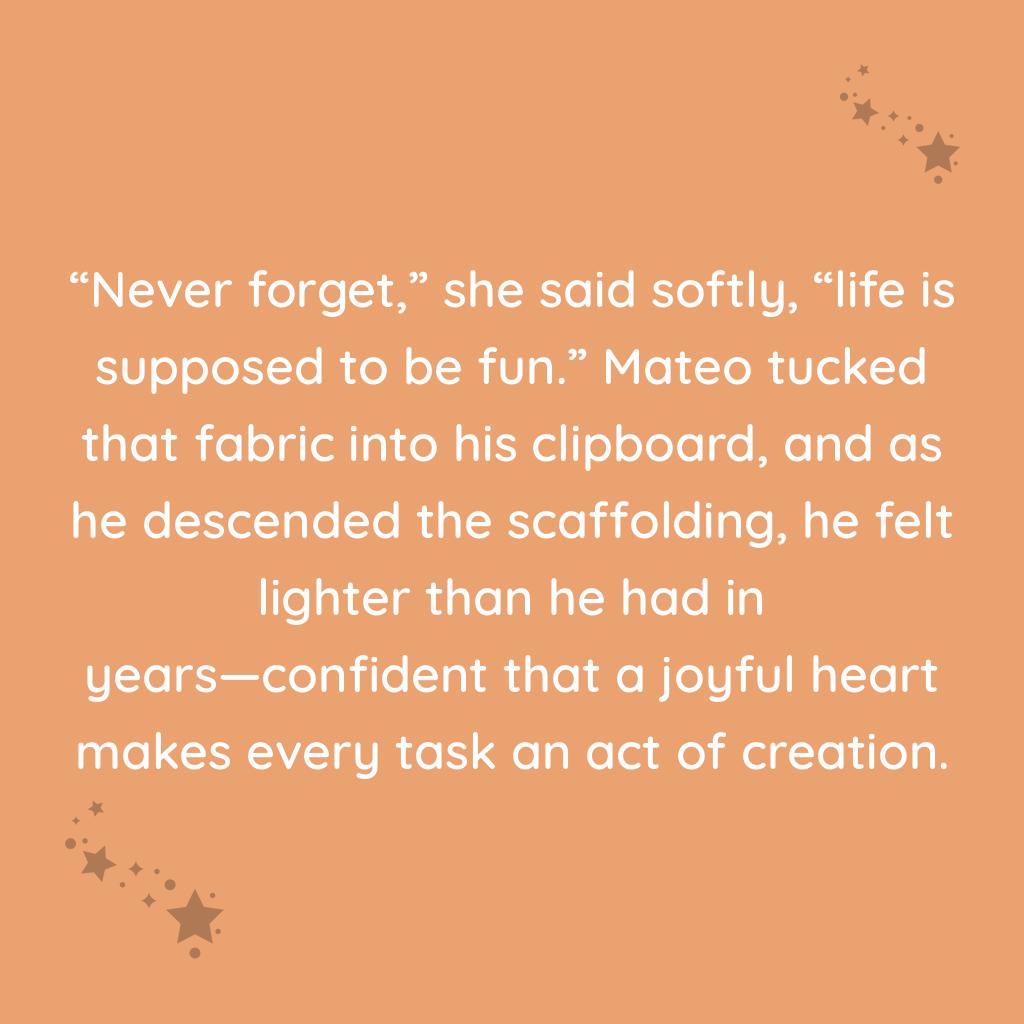 “Never forget,” she said softly, “life is
supposed to be fun.” Mateo tucked
that fabric into his clipboard, and as
he descended the scaffolding, he felt
lighter than he had in
years—confident that a joyful heart
makes every task an act of creation.